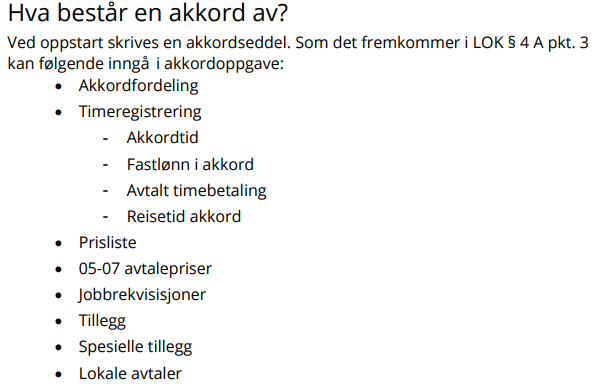 Hva består en akkord av?
Ved oppstart skrives en akkordseddel. Som det fremkommer i LOK § 4 A pkt. 3
kan følgende inngå i akkordoppgave:
• Akkordfordeling
• Timeregistrering
- Akkordtid
- Fastlønn i akkord
- Avtalt timebetaling
- Reisetid akkord
• Prisliste
• 05-07 avtalepriser
• Jobbrekvisisjoner
• Tillegg
• Spesielle tillegg
• Lokale avtaler